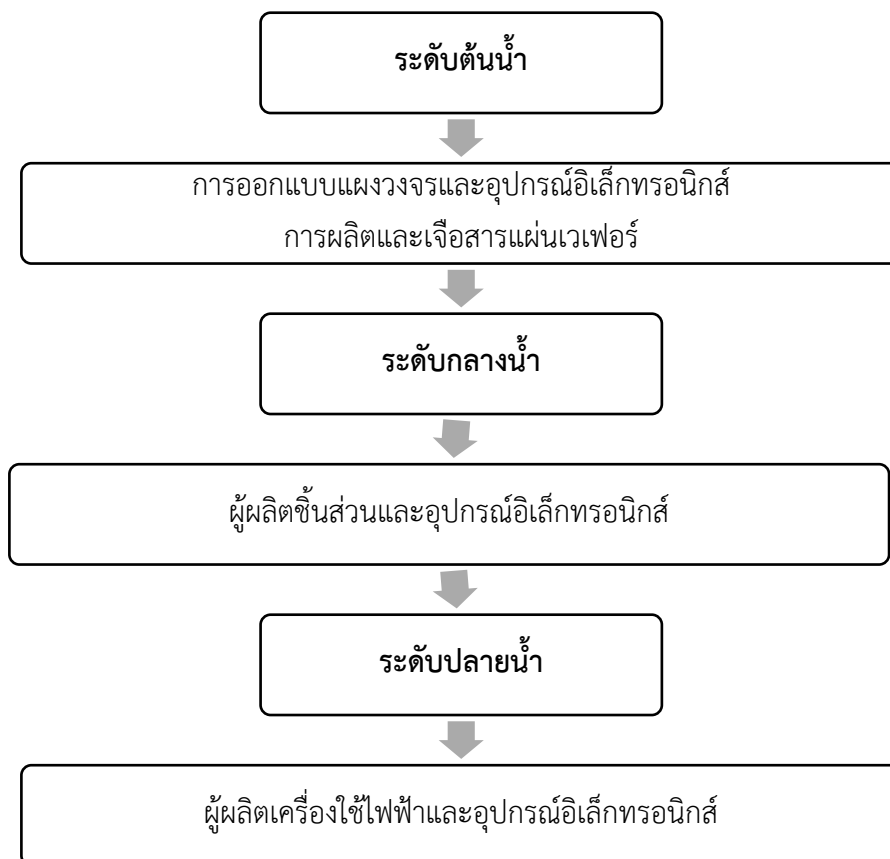 ระดับต้นน้ำ
การออกแบบแผงวงจรและอุปกรณ์อิเล็กทรอนิกส์
การผลิตและเจือสารแผ่นเวเฟอร์
ระดับกลางน้ำ
ผู้ผลิตชิ้นส่วนและอุปกรณ์อิเล็กทรอนิกส์
ระดับปลายน้ำ
ผู้ผลิตเครื่องใช้ไฟฟ้าและอุปกรณ์อิเล็กทรอนิกส์